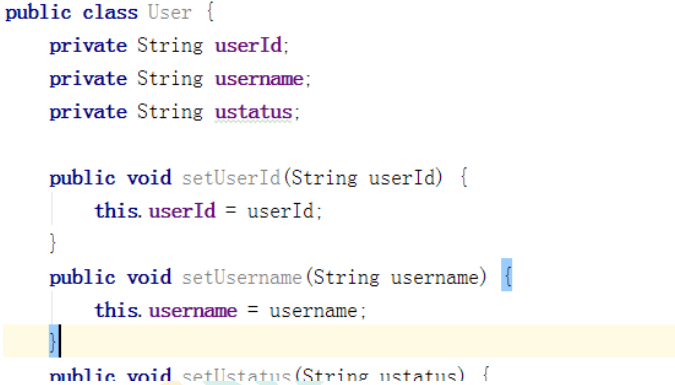 public class User {
    private String userId;
    private String username;
    private String ustatus;
    public void setUserId(String userId) {
        this.userId = userId;
    }
    public void setUsername(String username) {
        this.username = username;
    }
    public void setUstatus(String ustatus) {